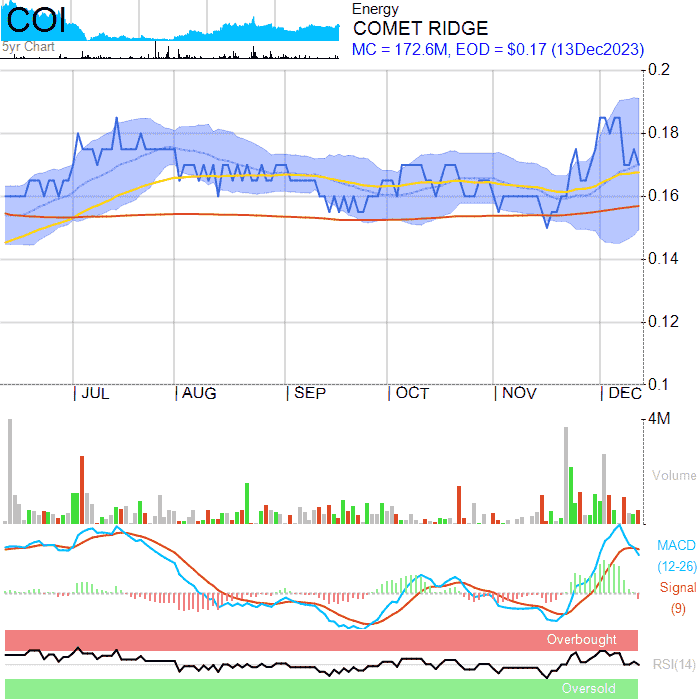 COI
5yr Chart
Energy
COMET RIDGE
MC = 172.6M, EOD = $0.17 (13Dec2023)
0.2
0.18
0.16
0.14
0.12
0.1
JUL AUG SEP OCT NOV DEC
4M
Volume
MACD
(12-26)
Signal
(9)
Overbought
RSI(14)
Oversold